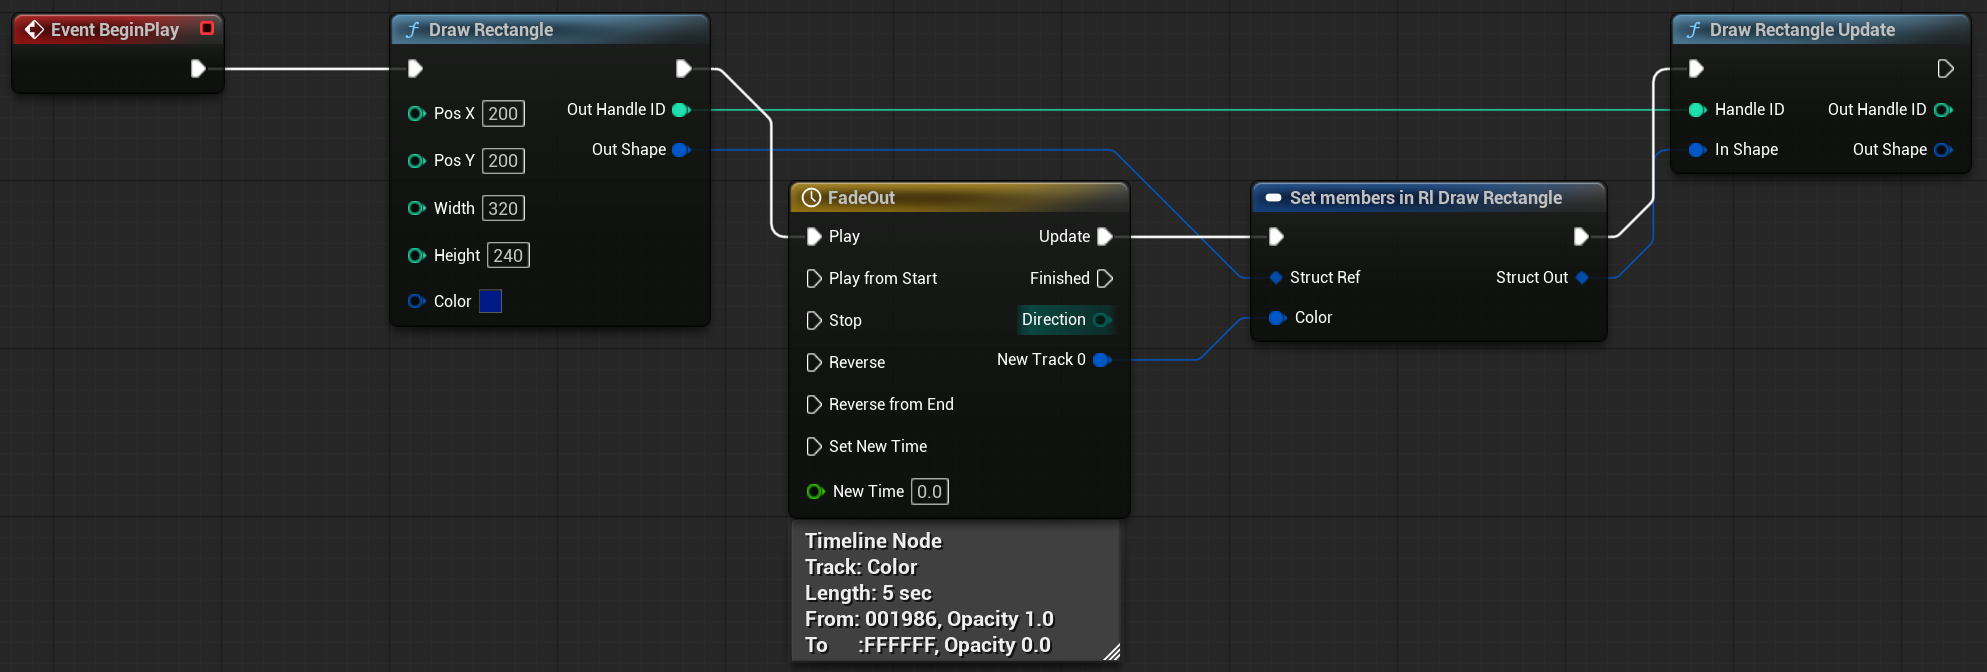 Event BeginPlay
Draw Rectangle
Pos X 200
Pos Y 200
Width 320
Height 240
Color
Out Handle ID
Out Shape
FadeOut
Play
Play from Start
Stop
Reverse
Reverse from End
Set New Time
New Time 0.0
Update
Finished
Direction
New Track 0
Timeline Node
Track: Color
Length: 5 sec
From: 001986, Opacity 1.0
To :FFFFFF, Opacity 0.0
Set members in Rl Draw Rectangle
Struct Ref
Color
Struct Out
Draw Rectangle Update
Handle ID
In Shape
Out Handle ID
Out Shape